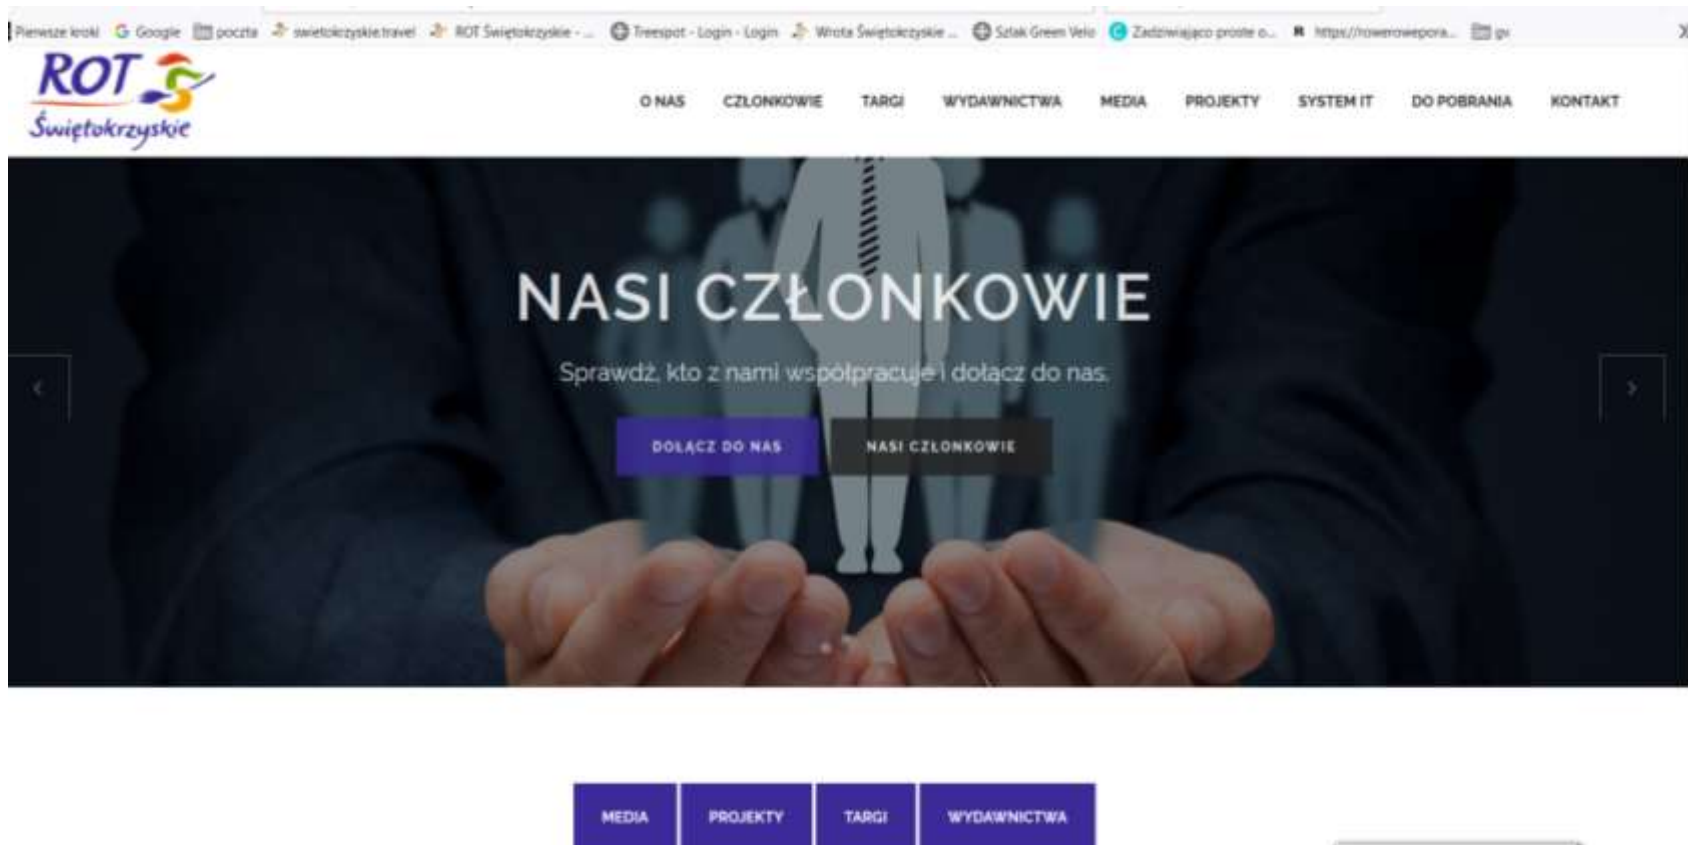 Pierwsze kroki Google poczta swietokrzyskie.travel ROT Świętokrzyskie - ... Treespot - Login - Login Wrota Świętokrzyskie ... Szlak Green Velo Zadziwiająco proste o... https://rowerowepora... gv
ROT
Świętokrzyskie
O NAS CZŁONKOWIE TARGI WYDAWNICTWA MEDIA PROJEKTY SYSTEM IT DO POBRANIA KONTAKT
NASI CZŁONKOWIE
Sprawdź, kto z nami współpracuje i dołącz do nas.
DOŁĄCZ DO NAS NASI CZŁONKOWIE
MEDIA PROJEKTY TARGI WYDAWNICTWA